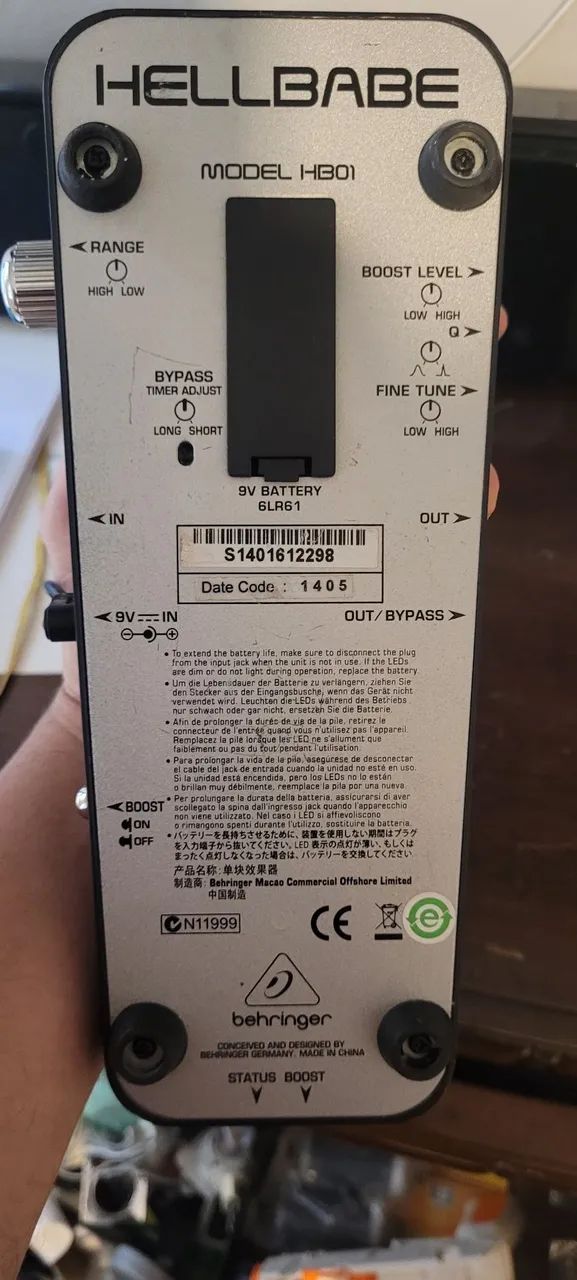 HELLBABE
MODEL HB01
RANGE
HIGH LOW
BOOST LEVEL
LOW HIGH
Q
BYPASS
TIMER ADJUST
LONG SHORT
FINE TUNE
LOW HIGH
9V BATTERY
6LR61
IN
OUT
S1401612298
Date Code : 1405
9V IN
OUT/BYPASS
• To extend the battery life, make sure to disconnect the plug
from the input jack when the unit is not in use. If the LEDs
are dim or do not light during operation, replace the battery.
• Um die Lebensdauer der Batterie zu verlängern, ziehen Sie
den Stecker aus der Eingangsbuchse, wenn das Gerät nicht
verwendet wird. Leuchten die LEDs während des Betriebs
nur schwach oder gar nicht, ersetzen Sie die Batterie.
• Afin de prolonger la durée de vie de la pile, retirez le
connecteur de l'entrée quand vous n'utilisez pas l'appareil.
Remplacez la pile lorsque les LED ne s'allument que
faiblement ou pas du tout pendant l'utilisation.
• Para prolongar la vida de la pila, asegúrese de desconectar
el cable del jack de entrada cuando la unidad no esté en uso.
Si la unidad está encendida, pero los LEDs no lo están
o brillan muy débilmente, reemplace la pila por una nueva.
• Per prolungare la durata della batteria, assicurarsi di aver
scollegato la spina dall'ingresso jack quando l'apparecchio
non viene utilizzato. Nel caso i LED si affievoliscono
o rimangono spenti durante l'utilizzo, sostituire la batteria.
• バッテリーを長持ちさせるために、装置を使用しない期間はプラグ
を入力端子から抜いてください。LED 表示の点灯が薄い、もしくは
まったく点灯しなくなった場合は、バッテリーを交換してください
BOOST
ON
OFF
产品名称: 单块效果器
制造商: Behringer Macao Commercial Offshore Limited
中国制造
N11999
CE
e
behringer
CONCEIVED AND DESIGNED BY
BEHRINGER GERMANY. MADE IN CHINA
STATUS BOOST